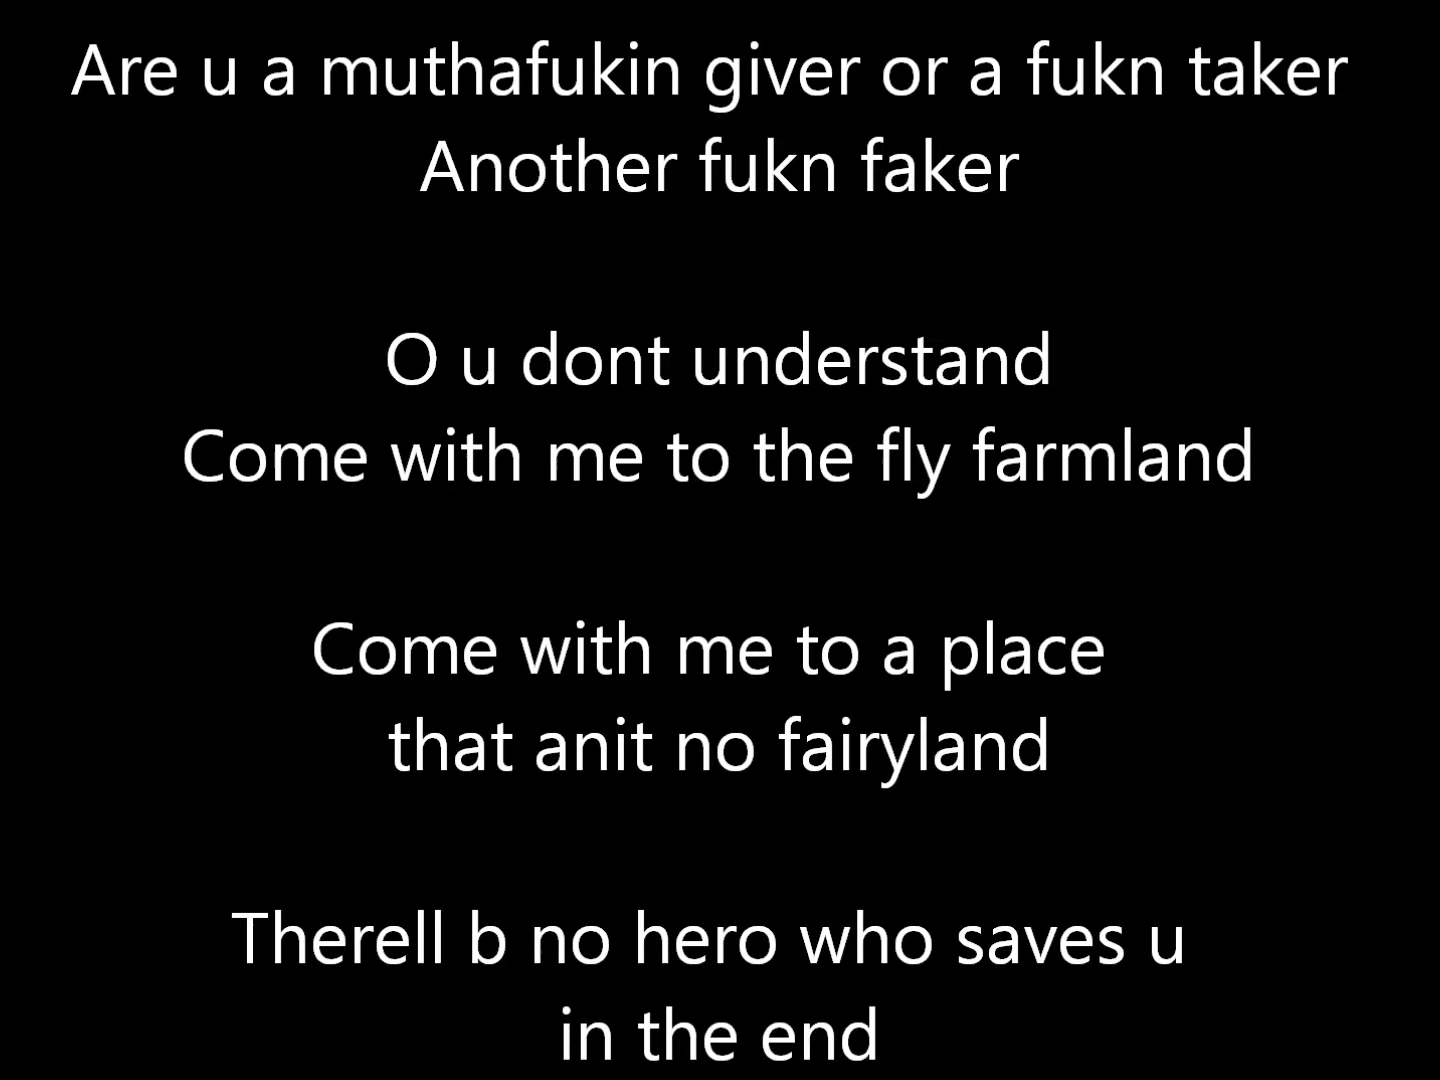 Are u a muthafukin giver or a fukn taker
Another fukn faker
O u dont understand
Come with me to the fly farmland
Come with me to a place
that anit no fairyland
Therell b no hero who saves u
in the end